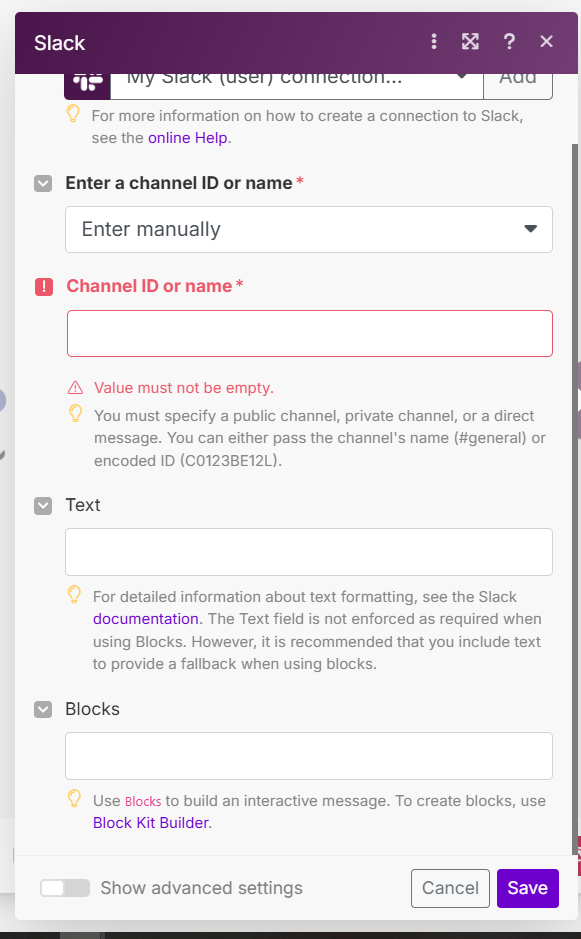 Slack
My Slack (user) connection...
Add
For more information on how to create a connection to Slack,
see the online Help.
Enter a channel ID or name*
Enter manually
Channel ID or name*
Value must not be empty.
You must specify a public channel, private channel, or a direct
message. You can either pass the channel's name (#general) or
encoded ID (C0123BE12L).
Text
For detailed information about text formatting, see the Slack
documentation. The Text field is not enforced as required when
using Blocks. However, it is recommended that you include text
to provide a fallback when using blocks.
Blocks
Use Blocks to build an interactive message. To create blocks, use
Block Kit Builder.
Show advanced settings
Cancel
Save